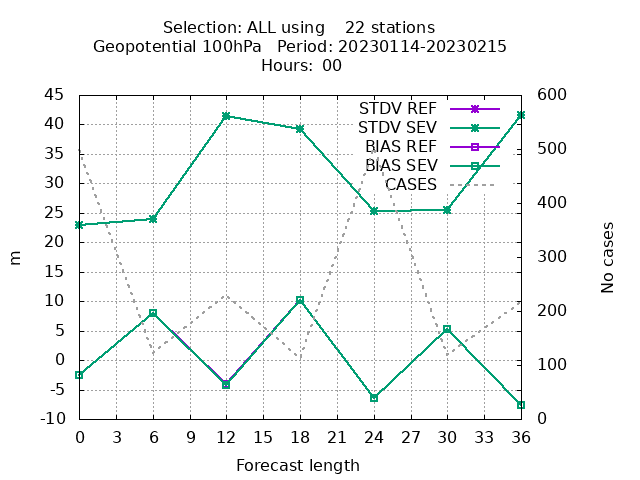 Selection: ALL using    22 stations
Geopotential 100hPa   Period: 20230114-20230215
Hours: 00
45
40
35
30
25
20
15
10
5
0
-5
-10
m
STDV REF
STDV SEV
BIAS REF
BIAS SEV
CASES
600
500
400
300
200
100
0
No cases
0 3 6 9 12 15 18 21 24 27 30 33 36
Forecast length